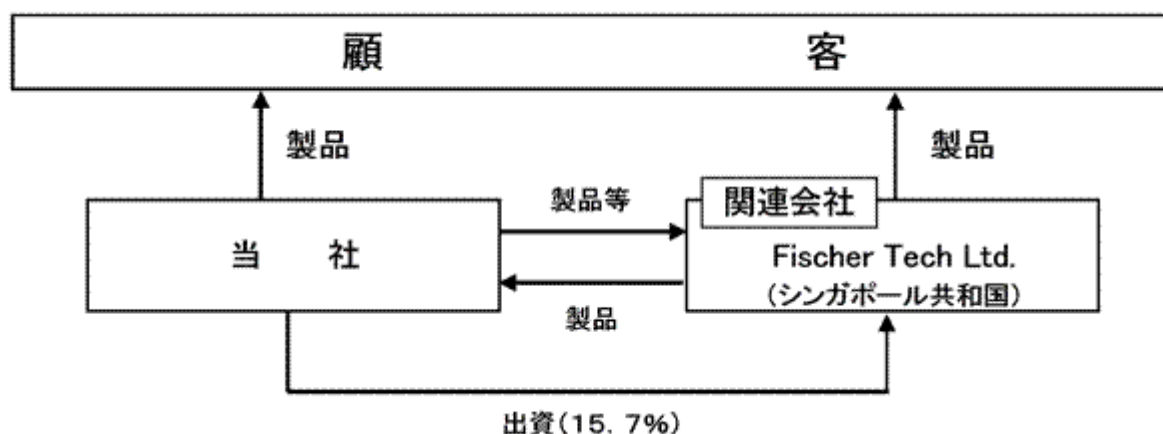 顧 客
製品
製品
製品等
関連会社
当 社
Fischer Tech Ltd.
(シンガポール共和国)
製品
出資(15. 7%)